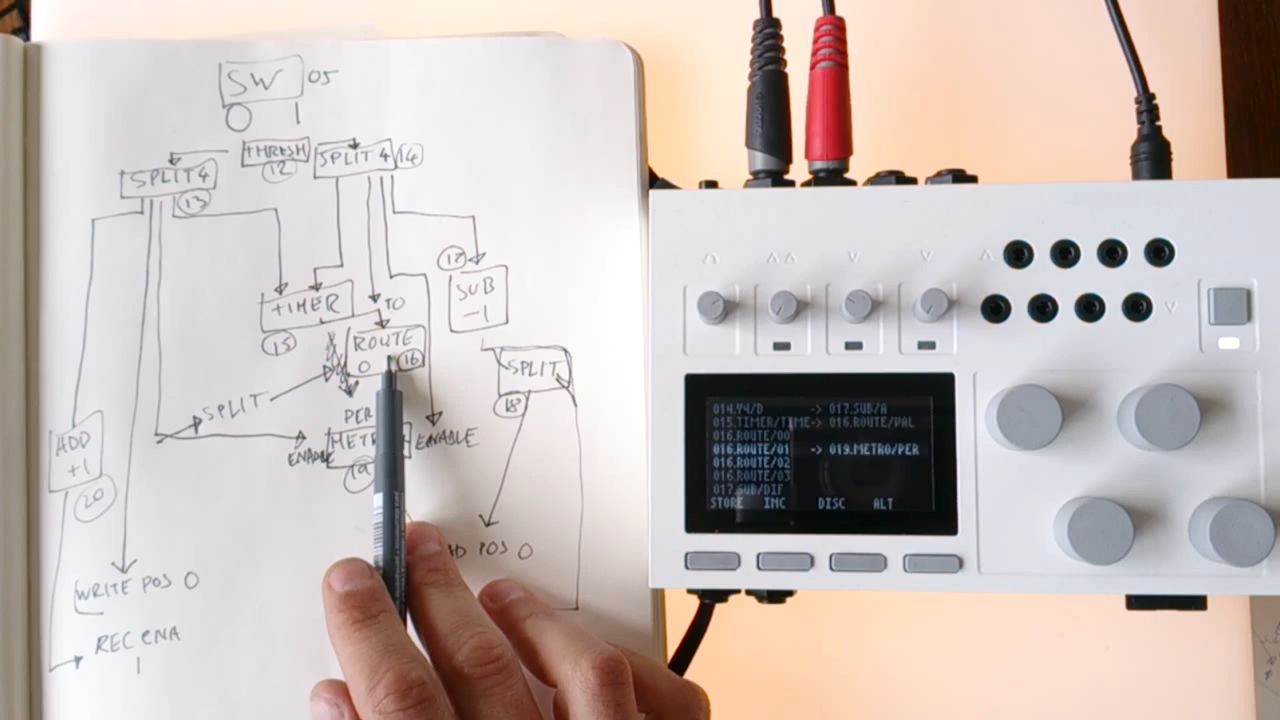 SW 05
0 1
THRESH
12
SPLIT 4 14
SPLIT 4
13
17
SUB
-1
TIMER
15
TO
ROUTE
0 16
SPLIT
18
SPLIT
PER
ENABLE
ENABLE
19
ADD
+1
20
POS 0
WRITE POS 0
REC ENA
1
014.Y4/D -> 017.SUB/A
015.TIMER/TIME-> 016.ROUTE/VAL
016.ROUTE/00
016.ROUTE/01 -> 019.METRO/PER
016.ROUTE/02
016.ROUTE/03
017.SUB/DIF
STORE INC DISC ALT